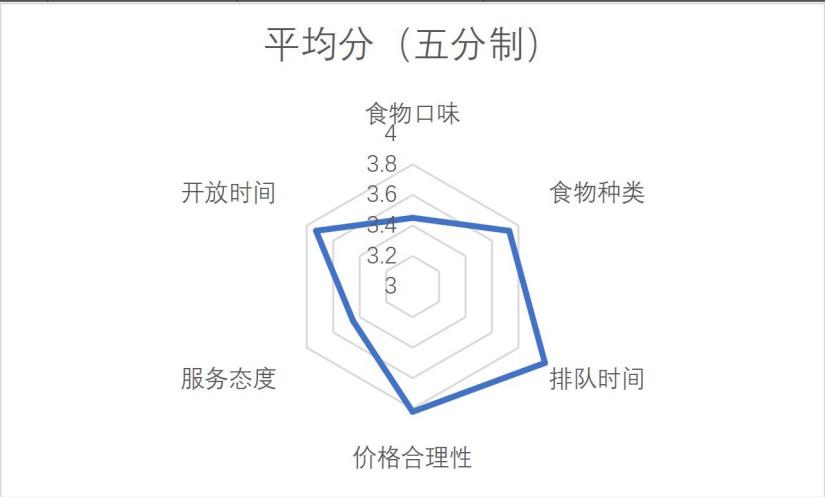 平均分（五分制）
食物口味
4
3.8
3.6
3.4
3.2
3
开放时间
食物种类
服务态度
排队时间
价格合理性